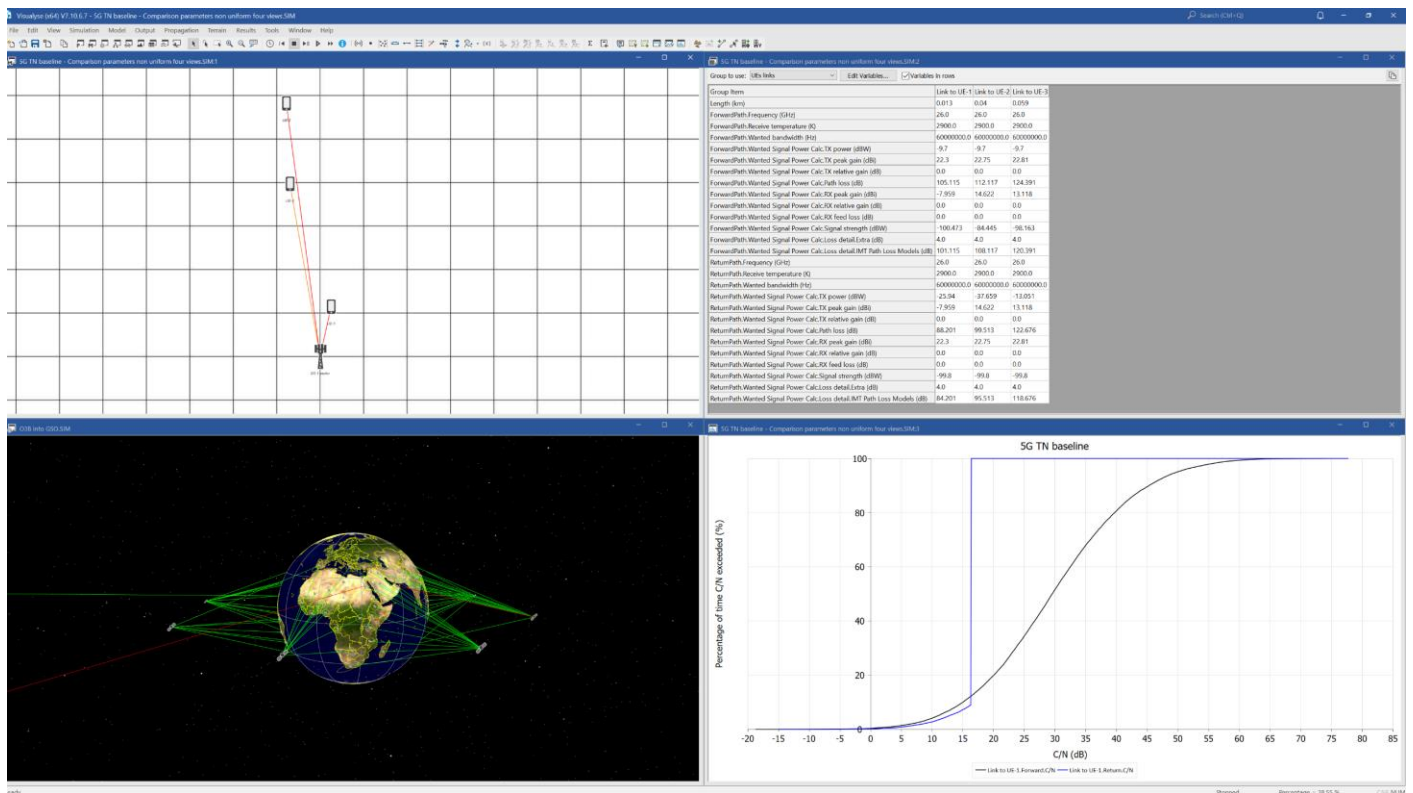 Visualyse (x64) V7.10.6.7 - 5G TN baseline - Comparison parameters non uniform four views.SIM
Search (Ctrl+Q)
File Edit View Simulation Model Output Propagation Terrain Results Tools Window Help
5G TN baseline - Comparison parameters non uniform four views.SIM:1
5G TN baseline - Comparison parameters non uniform four views.SIM:2
Group to use: UEs links Edit Variables... Variables in rows
Group Item Link to UE-1 Link to UE-2 Link to UE-3
Length (km) 0.013 0.04 0.059
ForwardPath.Frequency (GHz) 26.0 26.0 26.0
ForwardPath.Receive temperature (K) 2900.0 2900.0 2900.0
ForwardPath.Wanted bandwidth (Hz) 60000000.0 60000000.0 60000000.0
ForwardPath.Wanted Signal Power Calc.TX power (dBW) -9.7 -9.7 -9.7
ForwardPath.Wanted Signal Power Calc.TX peak gain (dBi) 22.3 22.75 22.81
ForwardPath.Wanted Signal Power Calc.TX relative gain (dB) 0.0 0.0 0.0
ForwardPath.Wanted Signal Power Calc.Path loss (dB) 105.115 112.117 124.391
ForwardPath.Wanted Signal Power Calc.RX peak gain (dBi) -7.959 14.622 13.118
ForwardPath.Wanted Signal Power Calc.RX relative gain (dB) 0.0 0.0 0.0
ForwardPath.Wanted Signal Power Calc.RX feed loss (dB) 0.0 0.0 0.0
ForwardPath.Wanted Signal Power Calc.Signal strength (dBW) -100.473 -84.445 -98.163
ForwardPath.Wanted Signal Power Calc.Loss detail.Extra (dB) 4.0 4.0 4.0
ForwardPath.Wanted Signal Power Calc.Loss detail.IMT Path Loss Models (dB) 101.115 108.117 120.391
ReturnPath.Frequency (GHz) 26.0 26.0 26.0
ReturnPath.Receive temperature (K) 2900.0 2900.0 2900.0
ReturnPath.Wanted bandwidth (Hz) 60000000.0 60000000.0 60000000.0
ReturnPath.Wanted Signal Power Calc.TX power (dBW) -25.94 -37.659 -13.051
ReturnPath.Wanted Signal Power Calc.TX peak gain (dBi) -7.959 14.622 13.118
ReturnPath.Wanted Signal Power Calc.TX relative gain (dB) 0.0 0.0 0.0
ReturnPath.Wanted Signal Power Calc.Path loss (dB) 88.201 99.513 122.676
ReturnPath.Wanted Signal Power Calc.RX peak gain (dBi) 22.3 22.75 22.81
ReturnPath.Wanted Signal Power Calc.RX relative gain (dB) 0.0 0.0 0.0
ReturnPath.Wanted Signal Power Calc.RX feed loss (dB) 0.0 0.0 0.0
ReturnPath.Wanted Signal Power Calc.Signal strength (dBW) -99.8 -99.8 -99.8
ReturnPath.Wanted Signal Power Calc.Loss detail.Extra (dB) 4.0 4.0 4.0
ReturnPath.Wanted Signal Power Calc.Loss detail.IMT Path Loss Models (dB) 84.201 95.513 118.676
O3B into GSO.SIM
5G TN baseline - Comparison parameters non uniform four views.SIM:3
5G TN baseline
Percentage of time C/N exceeded (%)
100
80
60
40
20
0
-20 -15 -10 -5 0 5 10 15 20 25 30 35 40 45 50 55 60 65 70 75 80 85
C/N (dB)
Link to UE-1.Forward.C/N Link to UE-1.Return.C/N
Stopped